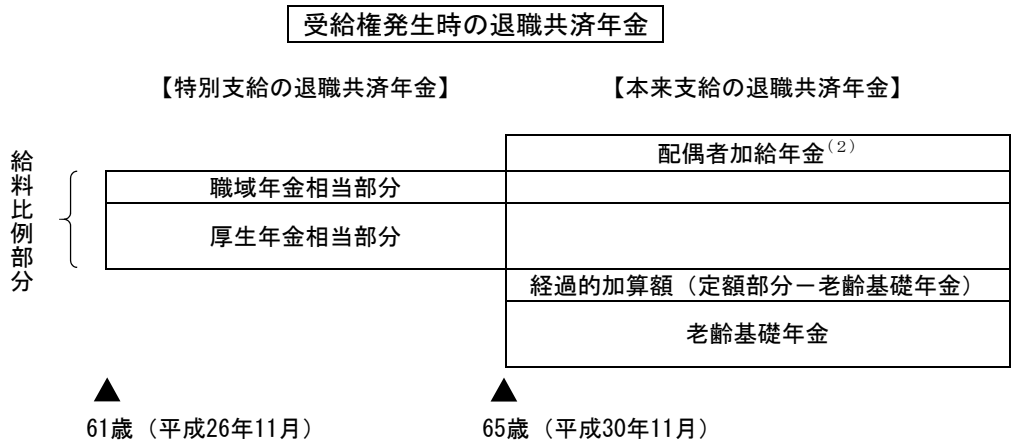 受給権発生時の退職共済年金
【特別支給の退職共済年金】
【本来支給の退職共済年金】
給料比例部分
配偶者加給年金(2)
職域年金相当部分
厚生年金相当部分
経過的加算額(定額部分-老齢基礎年金)
老齢基礎年金
▲
▲
61歳(平成26年11月)
65歳(平成30年11月)